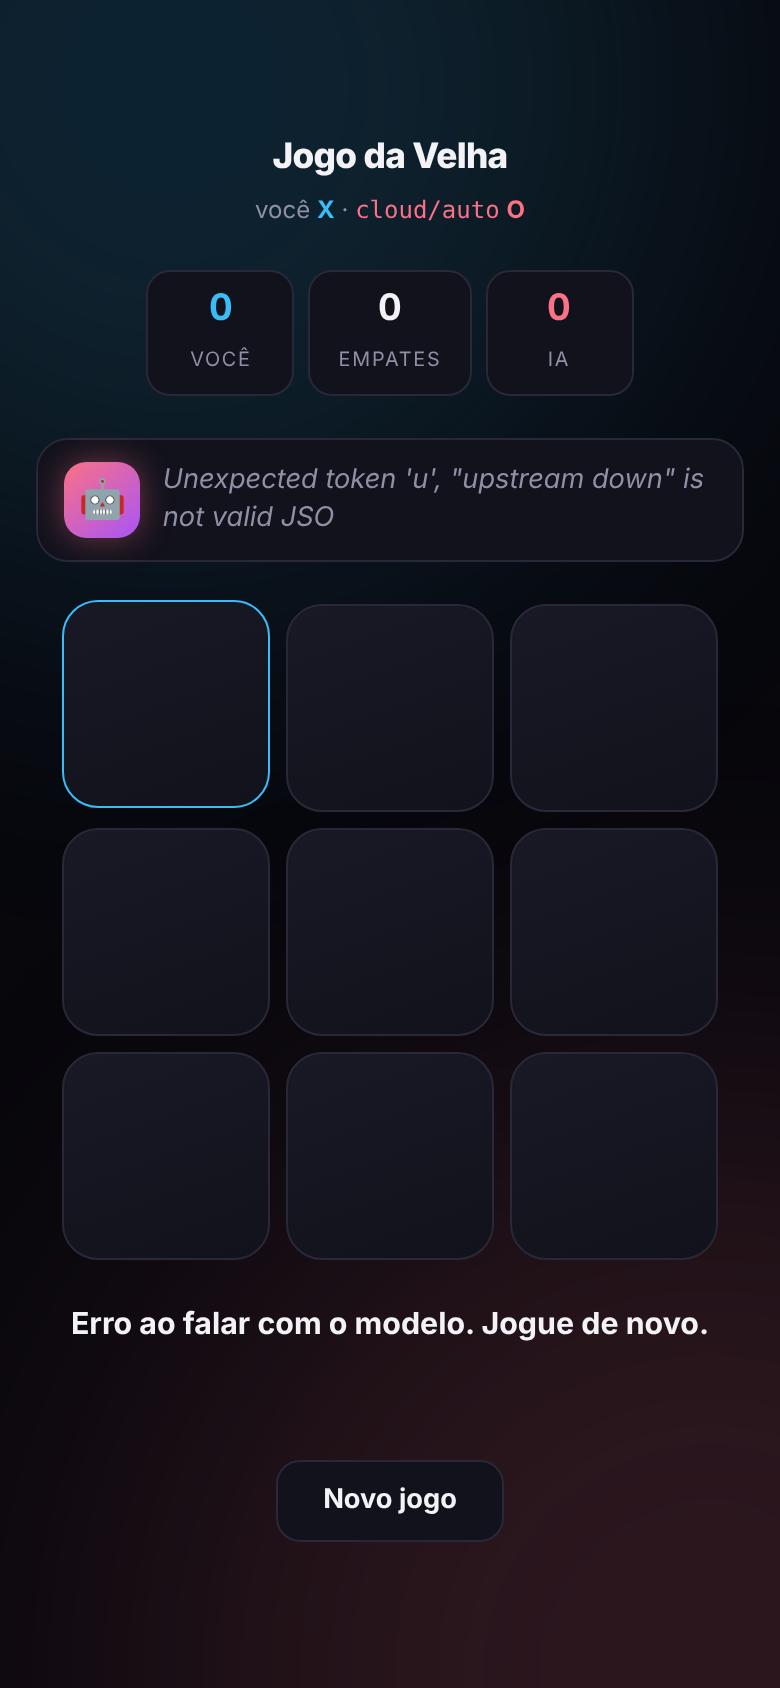 Jogo da Velha
você X · cloud/auto O
0 0 0
VOCÊ EMPATES IA
Unexpected token 'u', "upstream down" is
not valid JSO
Erro ao falar com o modelo. Jogue de novo.
Novo jogo